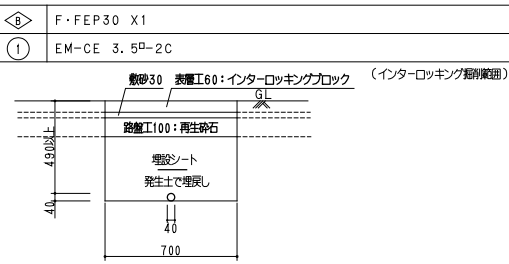 B F·FEP30 X1
1 EM-CE 3.5□-2C
敷砂30 表層工60:インターロッキングブロック (インターロッキング掘削範囲)
GL
路盤工100:再生砕石
490以上
埋設シート
発生土で埋戻し
40
40
700